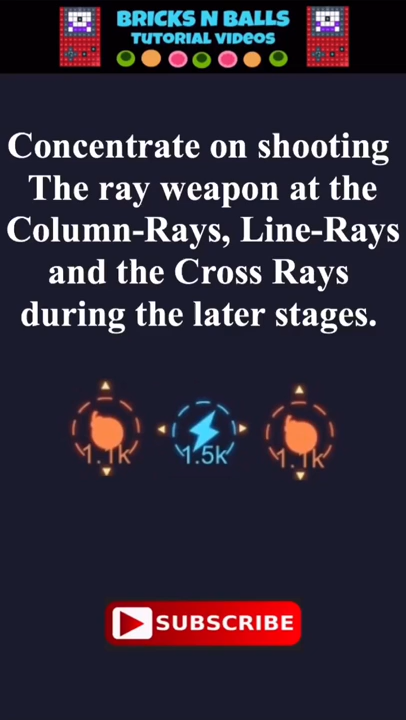 BRICKS N BALLS
TUTORIAL VIDEOS
Concentrate on shooting
The ray weapon at the
Column-Rays, Line-Rays
and the Cross Rays
during the later stages.
1.1k 1.5k 1.1k
SUBSCRIBE